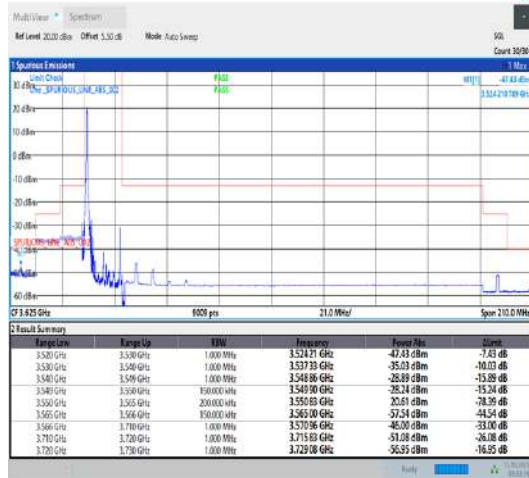 MultiView Spectrum
Ref Level 20.00 dBm Offset 5.50 dB Mode Auto Sweep SGL
Count 30/30
1 Spurious Emissions 1 Max
Limit Check PASS M1[1] -47.43 dBm
Line _SPURIOUS_LINE_ABS_002 PASS 3.524 210 789 GHz
30 dBm
20 dBm
10 dBm
0 dBm
-10 dBm
-20 dBm
-30 dBm
-50 dBm
-60 dBm
CF 3.625 GHz 9009 pts 21.0 MHz/ Span 210.0 MHz
2 Result Summary
Range Low Range Up RBW Frequency Power Abs ΔLimit
3.520 GHz 3.530 GHz 1.000 MHz 3.52421 GHz -47.43 dBm -7.43 dB
3.530 GHz 3.540 GHz 1.000 MHz 3.53733 GHz -35.03 dBm -10.03 dB
3.540 GHz 3.549 GHz 1.000 MHz 3.54886 GHz -28.89 dBm -15.89 dB
3.549 GHz 3.550 GHz 150.000 kHz 3.54990 GHz -28.24 dBm -15.24 dB
3.550 GHz 3.565 GHz 200.000 kHz 3.55083 GHz 20.61 dBm -78.39 dB
3.565 GHz 3.566 GHz 150.000 kHz 3.56500 GHz -57.54 dBm -44.54 dB
3.566 GHz 3.710 GHz 1.000 MHz 3.57096 GHz -46.00 dBm -33.00 dB
3.710 GHz 3.720 GHz 1.000 MHz 3.71583 GHz -51.08 dBm -26.08 dB
3.720 GHz 3.730 GHz 1.000 MHz 3.72908 GHz -56.95 dBm -16.95 dB
Ready